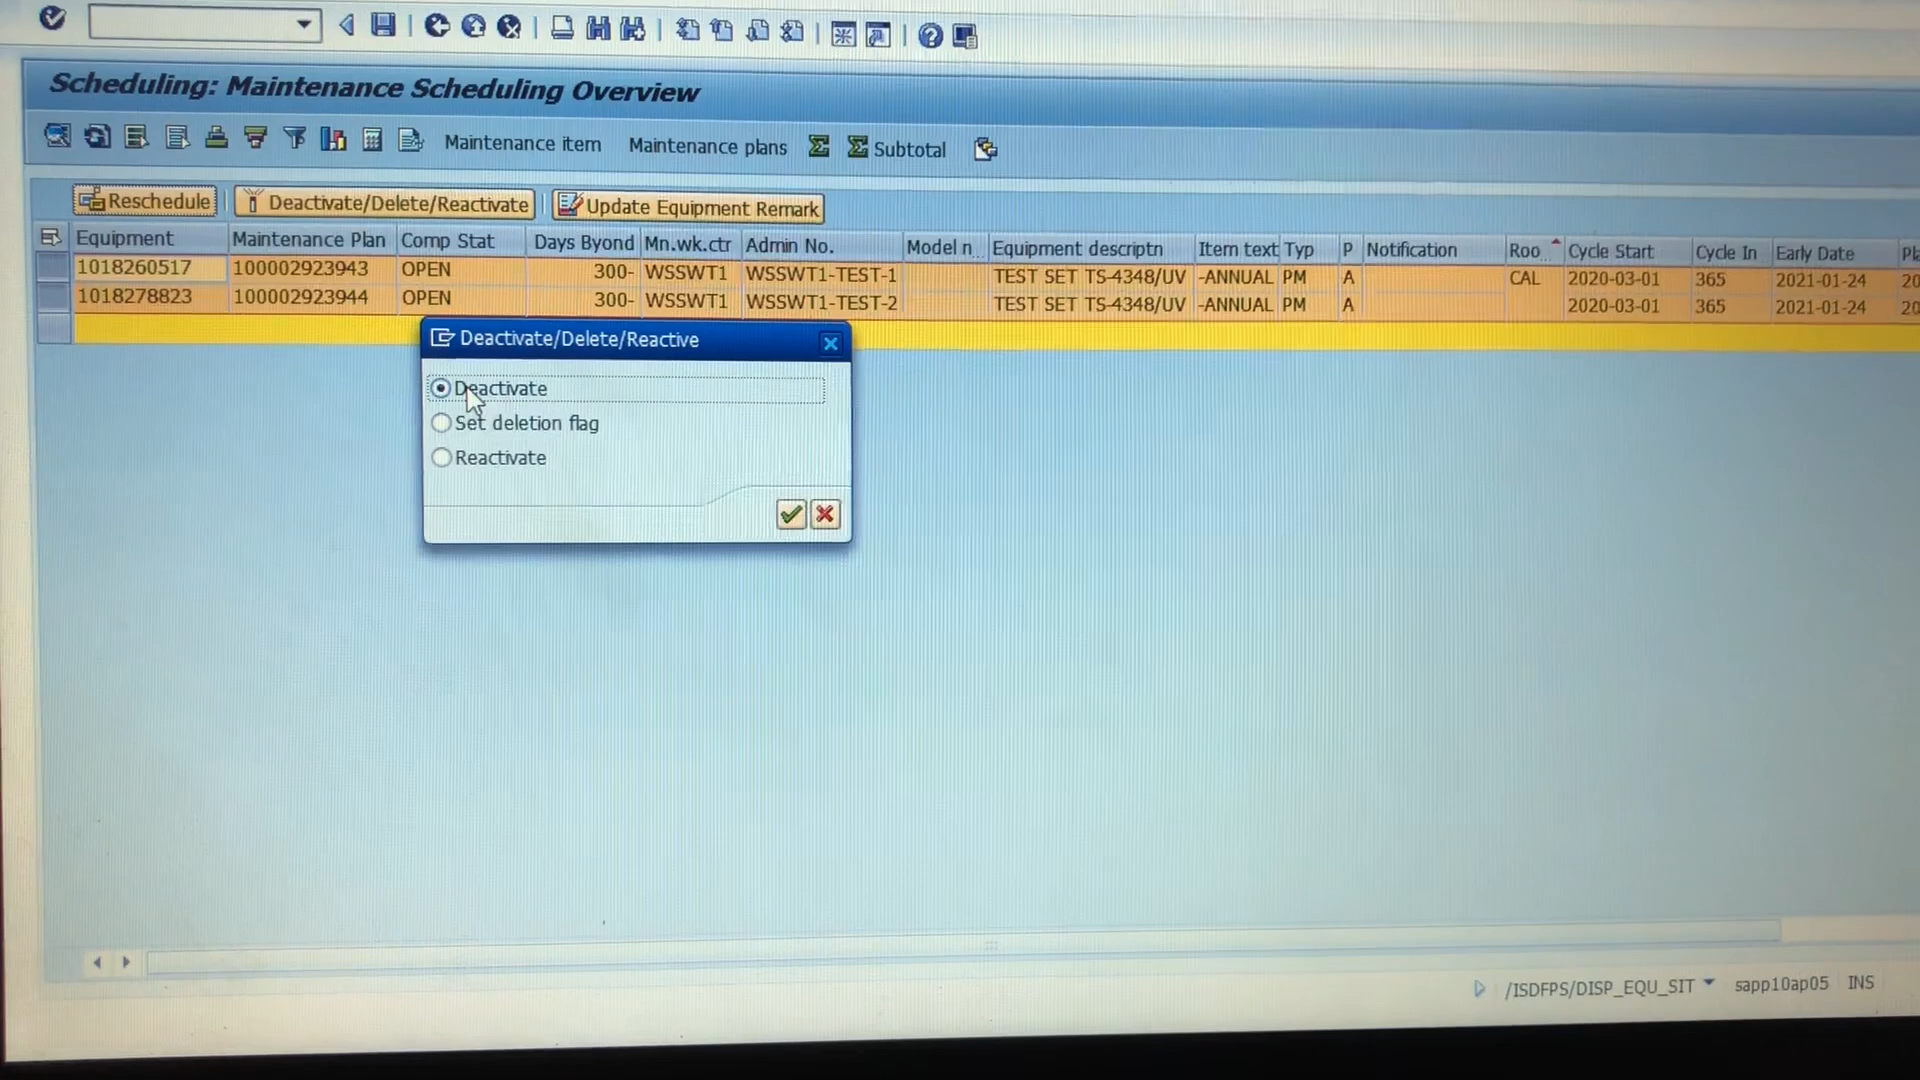 Scheduling: Maintenance Scheduling Overview
Maintenance item Maintenance plans Subtotal
Reschedule Deactivate/Delete/Reactivate Update Equipment Remark
Equipment Maintenance Plan Comp Stat Days Byond Mn.wk.ctr Admin No. Model n... Equipment descriptn Item text Typ P Notification Roo... Cycle Start Cycle In Early Date Pla
1018260517 100002923943 OPEN 300- WSSWT1 WSSWT1-TEST-1 TEST SET TS-4348/UV -ANNUAL PM A CAL 2020-03-01 365 2021-01-24 20
1018278823 100002923944 OPEN 300- WSSWT1 WSSWT1-TEST-2 TEST SET TS-4348/UV -ANNUAL PM A 2020-03-01 365 2021-01-24 20
Deactivate/Delete/Reactive
Deactivate
Set deletion flag
Reactivate
/ISDFPS/DISP_EQU_SIT sapp10ap05 INS